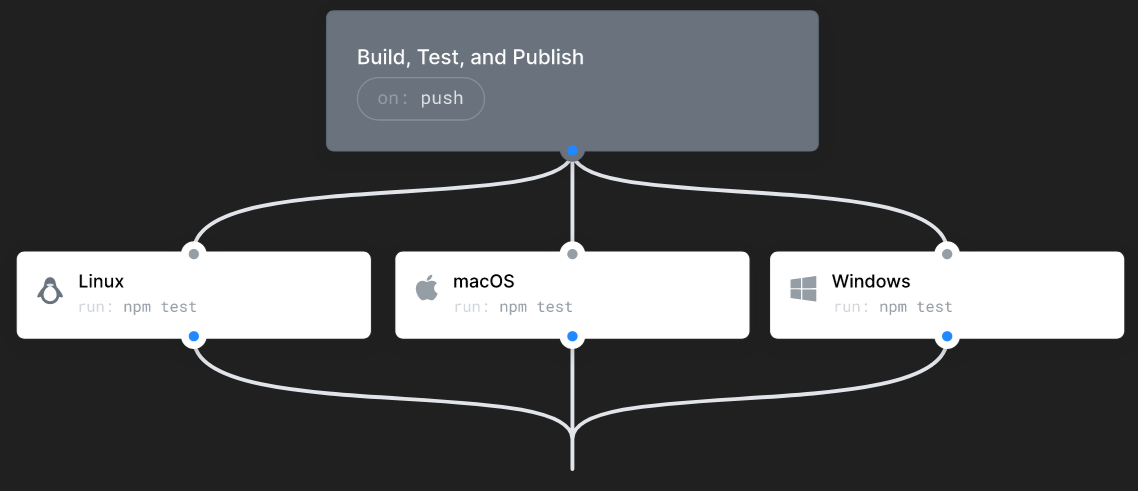 Build, Test, and Publish
on: push
Linux
run: npm test
macOS
run: npm test
Windows
run: npm test